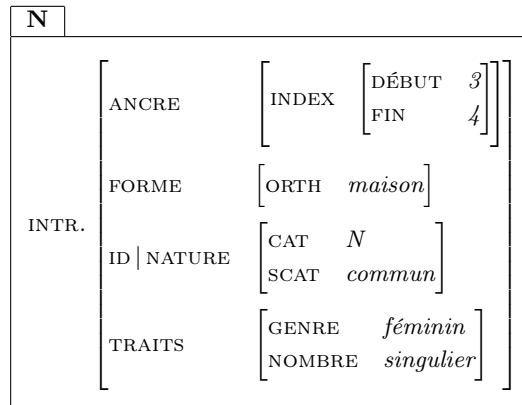 N
DÉBUT 3
ANCRE INDEX
FIN 4
FORME ORTH maison
INTR.
CAT N
ID | NATURE
SCAT commun
GENRE féminin
TRAITS
NOMBRE singulier